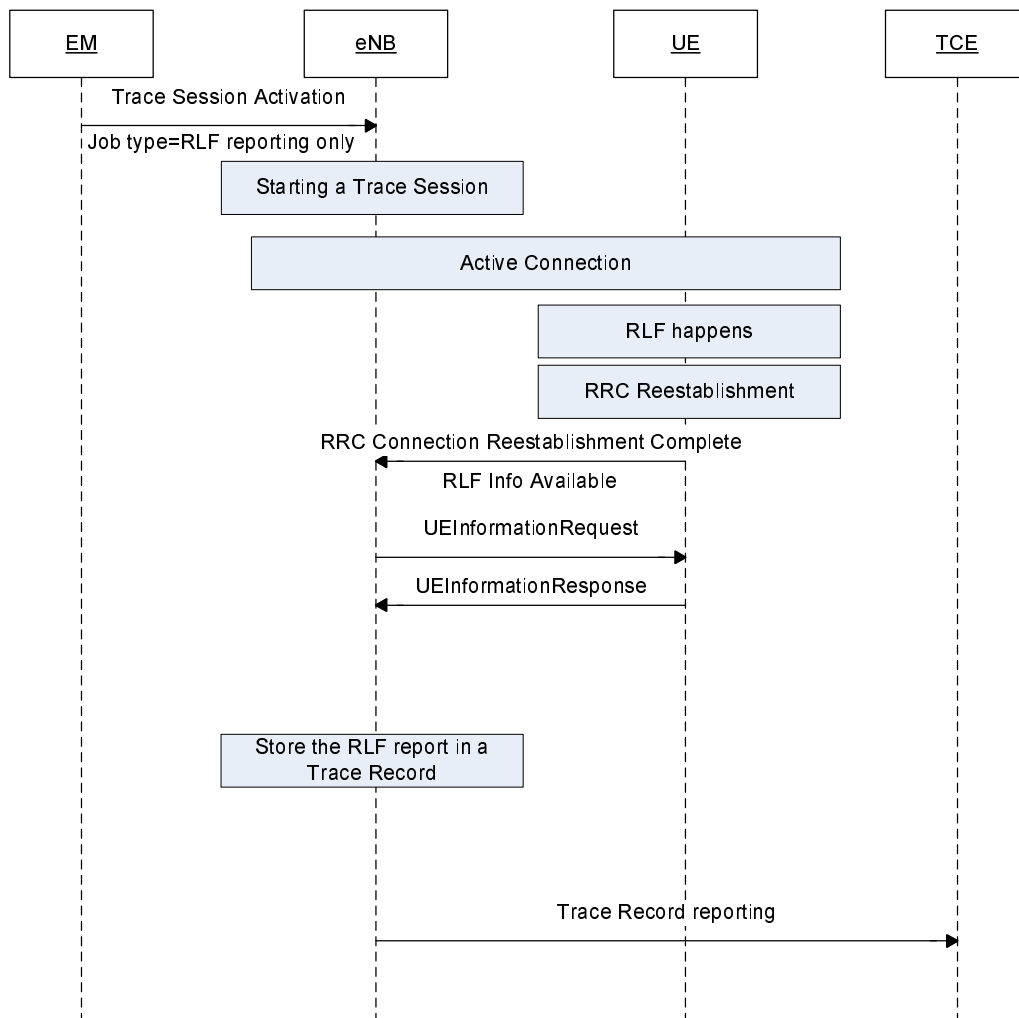 EM
eNB
UE
TCE
Trace Session Activation
Job type=RLF reporting only
Starting a Trace Session
Active Connection
RLF happens
RRC Reestablishment
RRC Connection Reestablishment Complete
RLF Info Available
UEInformationRequest
UEInformationResponse
Store the RLF report in a
Trace Record
Trace Record reporting